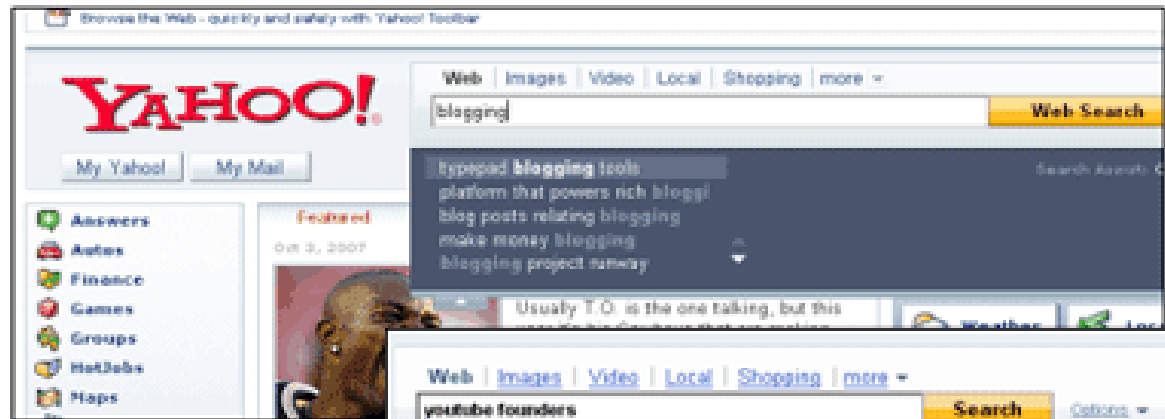 Browse the Web - quickly and safely with Yahoo! Toolbar
YAHOO!
Web | Images | Video | Local | Shopping | more
blogging
Web Search
My Yahoo! My Mail
typepad blogging tools
Search Assist:
platform that powers rich bloggi
blog posts relating blogging
make money blogging
blogging project runway
Answers
Autos
Finance
Games
Groups
HotJobs
Maps
Featured
Oct 3, 2007
Usually T.O. is the one talking, but this
Weather
Web | Images | Video | Local | Shopping | more
youtube founders
Search
Options